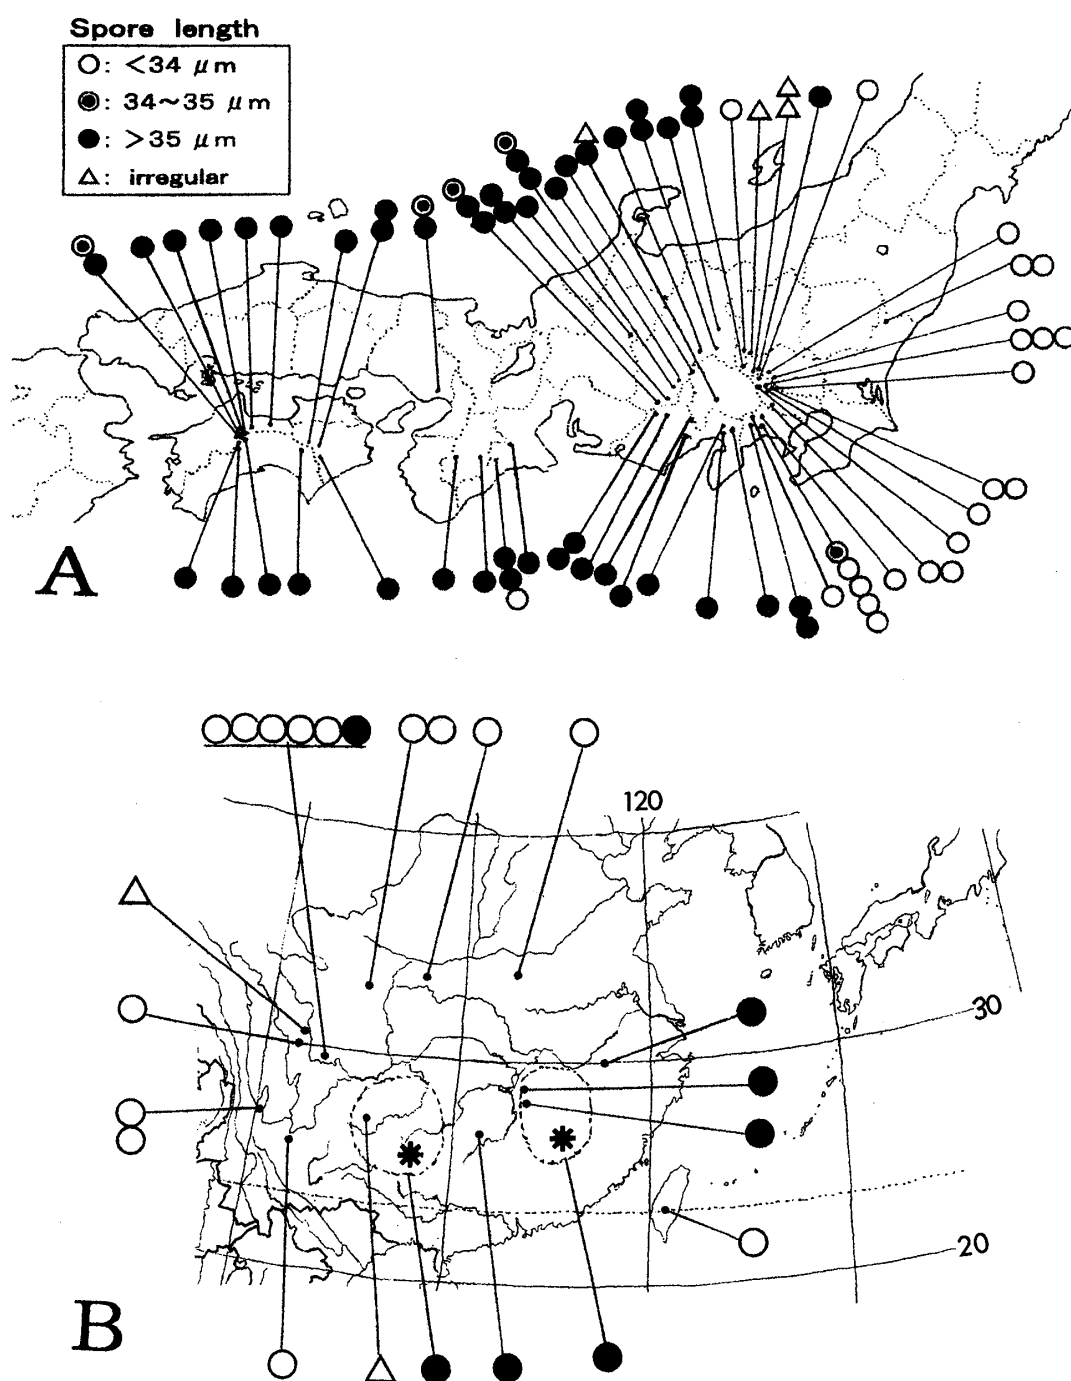 Spore length
○: <34 μm
◉: 34~35 μm
●: >35 μm
△: irregular
A
120
30
20
B